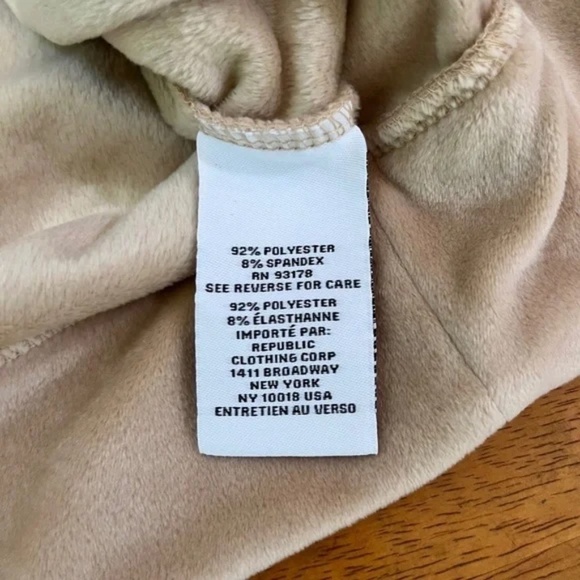 92% POLYESTER
8% SPANDEX
RN 93178
SEE REVERSE FOR CARE
92% POLYESTER
8% ÉLASTHANNE
IMPORTÉ PAR:
REPUBLIC
CLOTHING CORP
1411 BROADWAY
NEW YORK
NY 10018 USA
ENTRETIEN AU VERSO